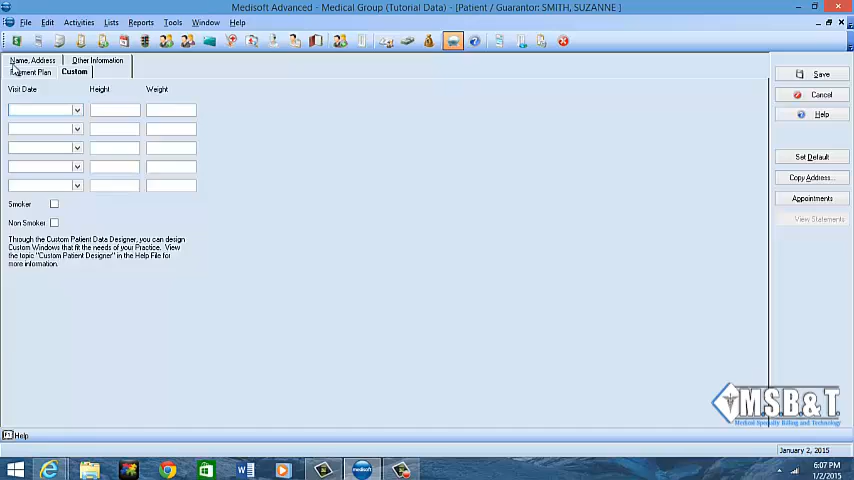 Medisoft Advanced - Medical Group (Tutorial Data) - [Patient / Guarantor: SMITH, SUZANNE ]
File Edit Activities Lists Reports Tools Window Help
Name, Address Other Information
Payment Plan Custom
Visit Date Height Weight
Smoker
Non Smoker
Through the Custom Patient Data Designer, you can design
Custom Windows that fit the needs of your Practice. View
the topic "Custom Patient Designer" in the Help File for
more information.
Save
Cancel
Help
Set Default
Copy Address...
Appointments
View Statements
MSB&T
Medical Specialty Billing and Technology
F1 Help
January 2, 2015
medisoft
6:07 PM
1/2/2015